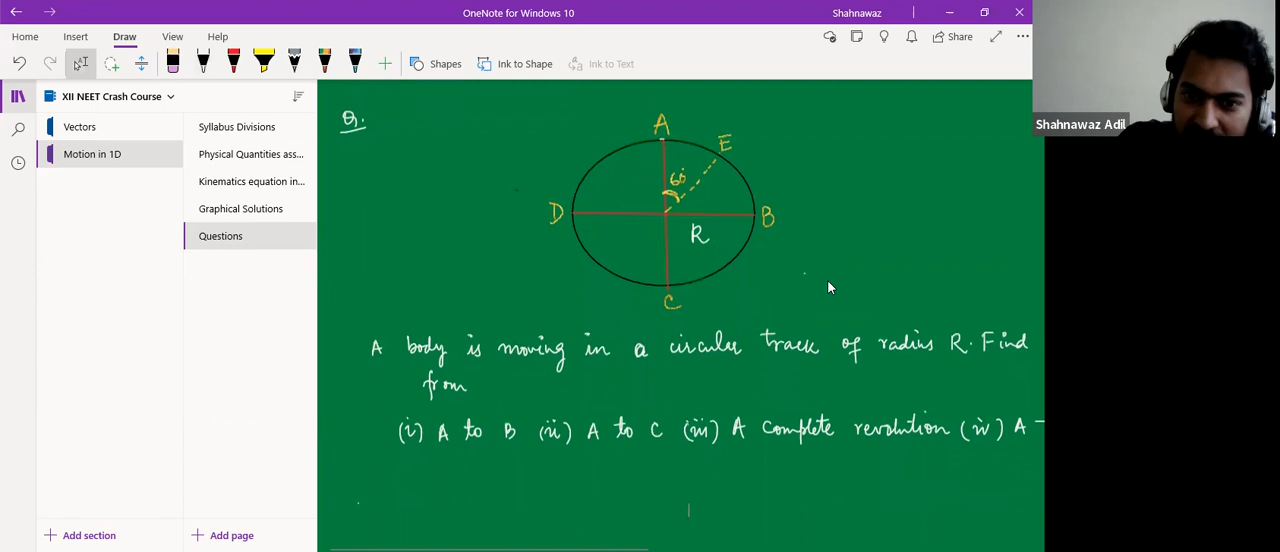 OneNote for Windows 10
Shahnawaz
Home Insert Draw View Help
Share
Shapes
Ink to Shape
Ink to Text
XII NEET Crash Course
Vectors
Motion in 1D
Syllabus Divisions
Physical Quantities ass...
Kinematics equation in...
Graphical Solutions
Questions
Add section
Add page
Shahnawaz Adil
Q.
A
E
60°
D
B
R
C
A body is moving in a circular track of radius R. Find
from
(i) A to B (ii) A to C (iii) A complete revolution (iv) A